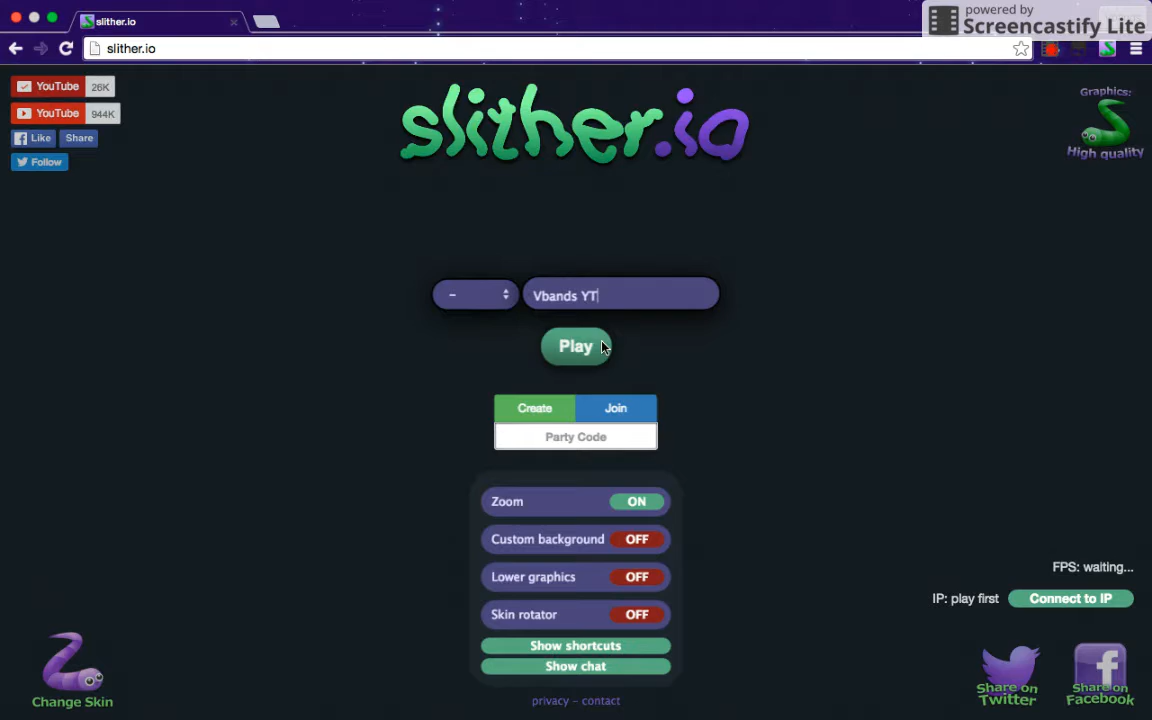 powered by
Screencastify Lite
slither.io
slither.io
YouTube 26K
YouTube 944K
Like Share
Follow
slither.io
Graphics:
High quality
– Vbands YT
Play
Create Join
Party Code
Zoom ON
Custom background OFF
Lower graphics OFF
Skin rotator OFF
Show shortcuts
Show chat
privacy – contact
FPS: waiting...
IP: play first Connect to IP
Change Skin
Share on
Twitter
Share on
Facebook